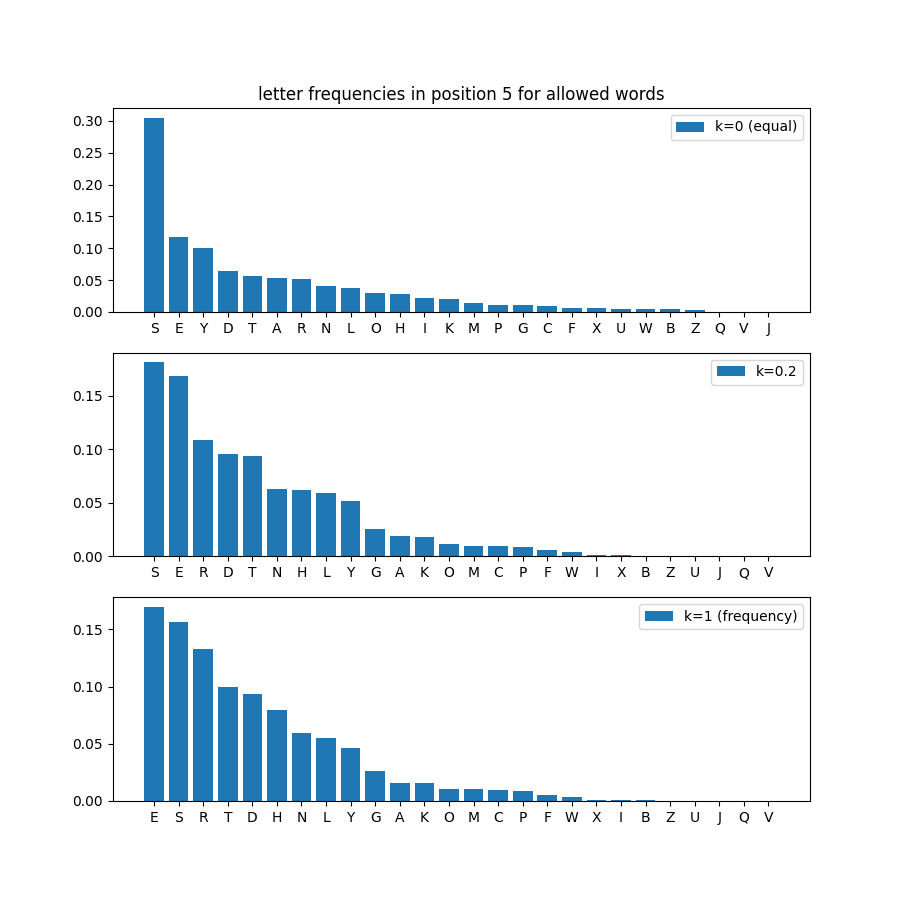 letter frequencies in position 5 for allowed words
k=0 (equal)
0.30
0.25
0.20
0.15
0.10
0.05
0.00
S E Y D T A R N L O H I K M P G C F X U W B Z Q V J
k=0.2
0.15
0.10
0.05
0.00
S E R D T N H L Y G A K O M C P F W I X B Z U J Q V
k=1 (frequency)
0.15
0.10
0.05
0.00
E S R T D H N L Y G A K O M C P F W X I B Z U J Q V